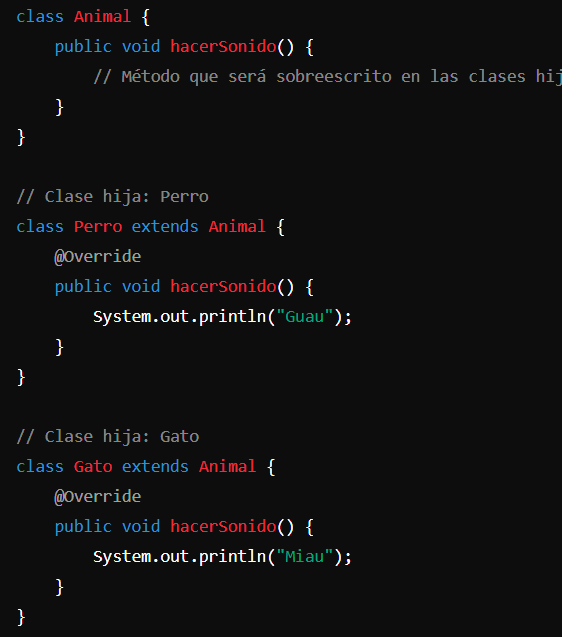 class Animal {
    public void hacerSonido() {
        // Método que será sobreescrito en las clases hij
    }
}

// Clase hija: Perro
class Perro extends Animal {
    @Override
    public void hacerSonido() {
        System.out.println("Guau");
    }
}

// Clase hija: Gato
class Gato extends Animal {
    @Override
    public void hacerSonido() {
        System.out.println("Miau");
    }
}